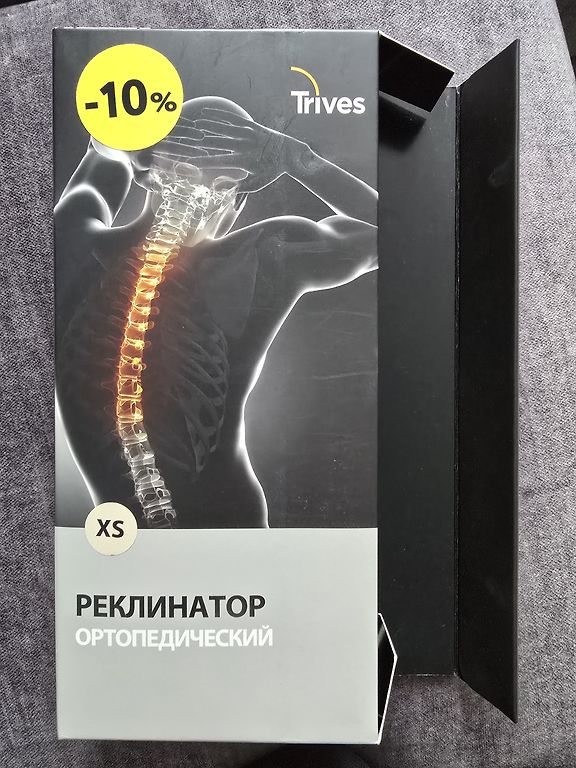 -10%
Trives
XS
РЕКЛИНАТОР
ОРТОПЕДИЧЕСКИЙ